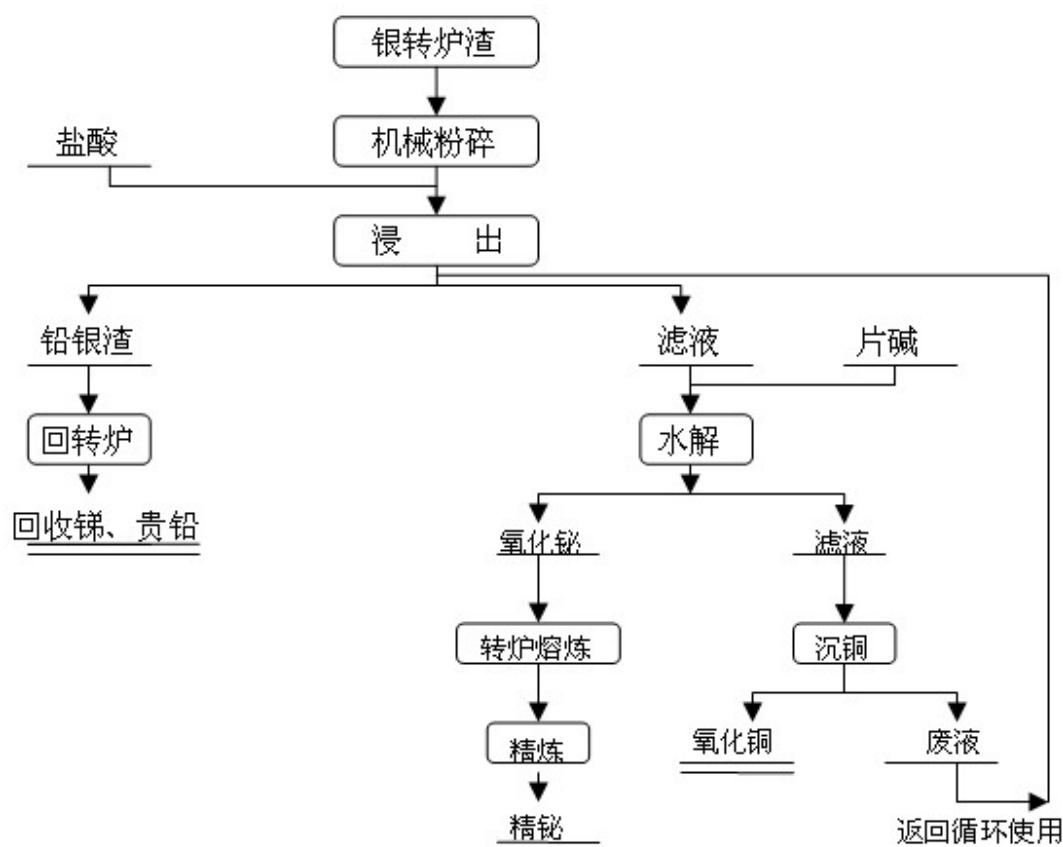 银转炉渣
盐酸
机械粉碎
浸 出
铅银渣
滤液
片碱
回转炉
水解
回收锑、贵铅
氧化铋
滤液
转炉熔炼
沉铜
精炼
氧化铜
废液
精铋
返回循环使用